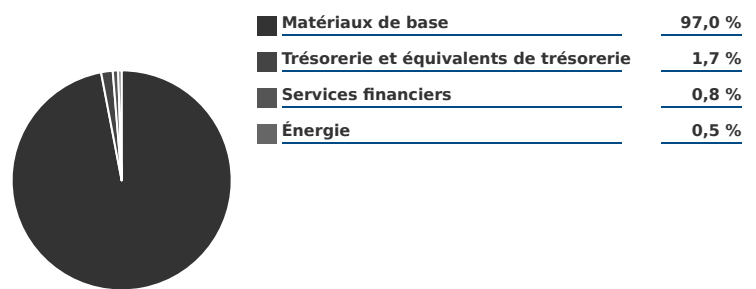 Matériaux de base 97,0 %
Trésorerie et équivalents de trésorerie 1,7 %
Services financiers 0,8 %
Énergie 0,5 %